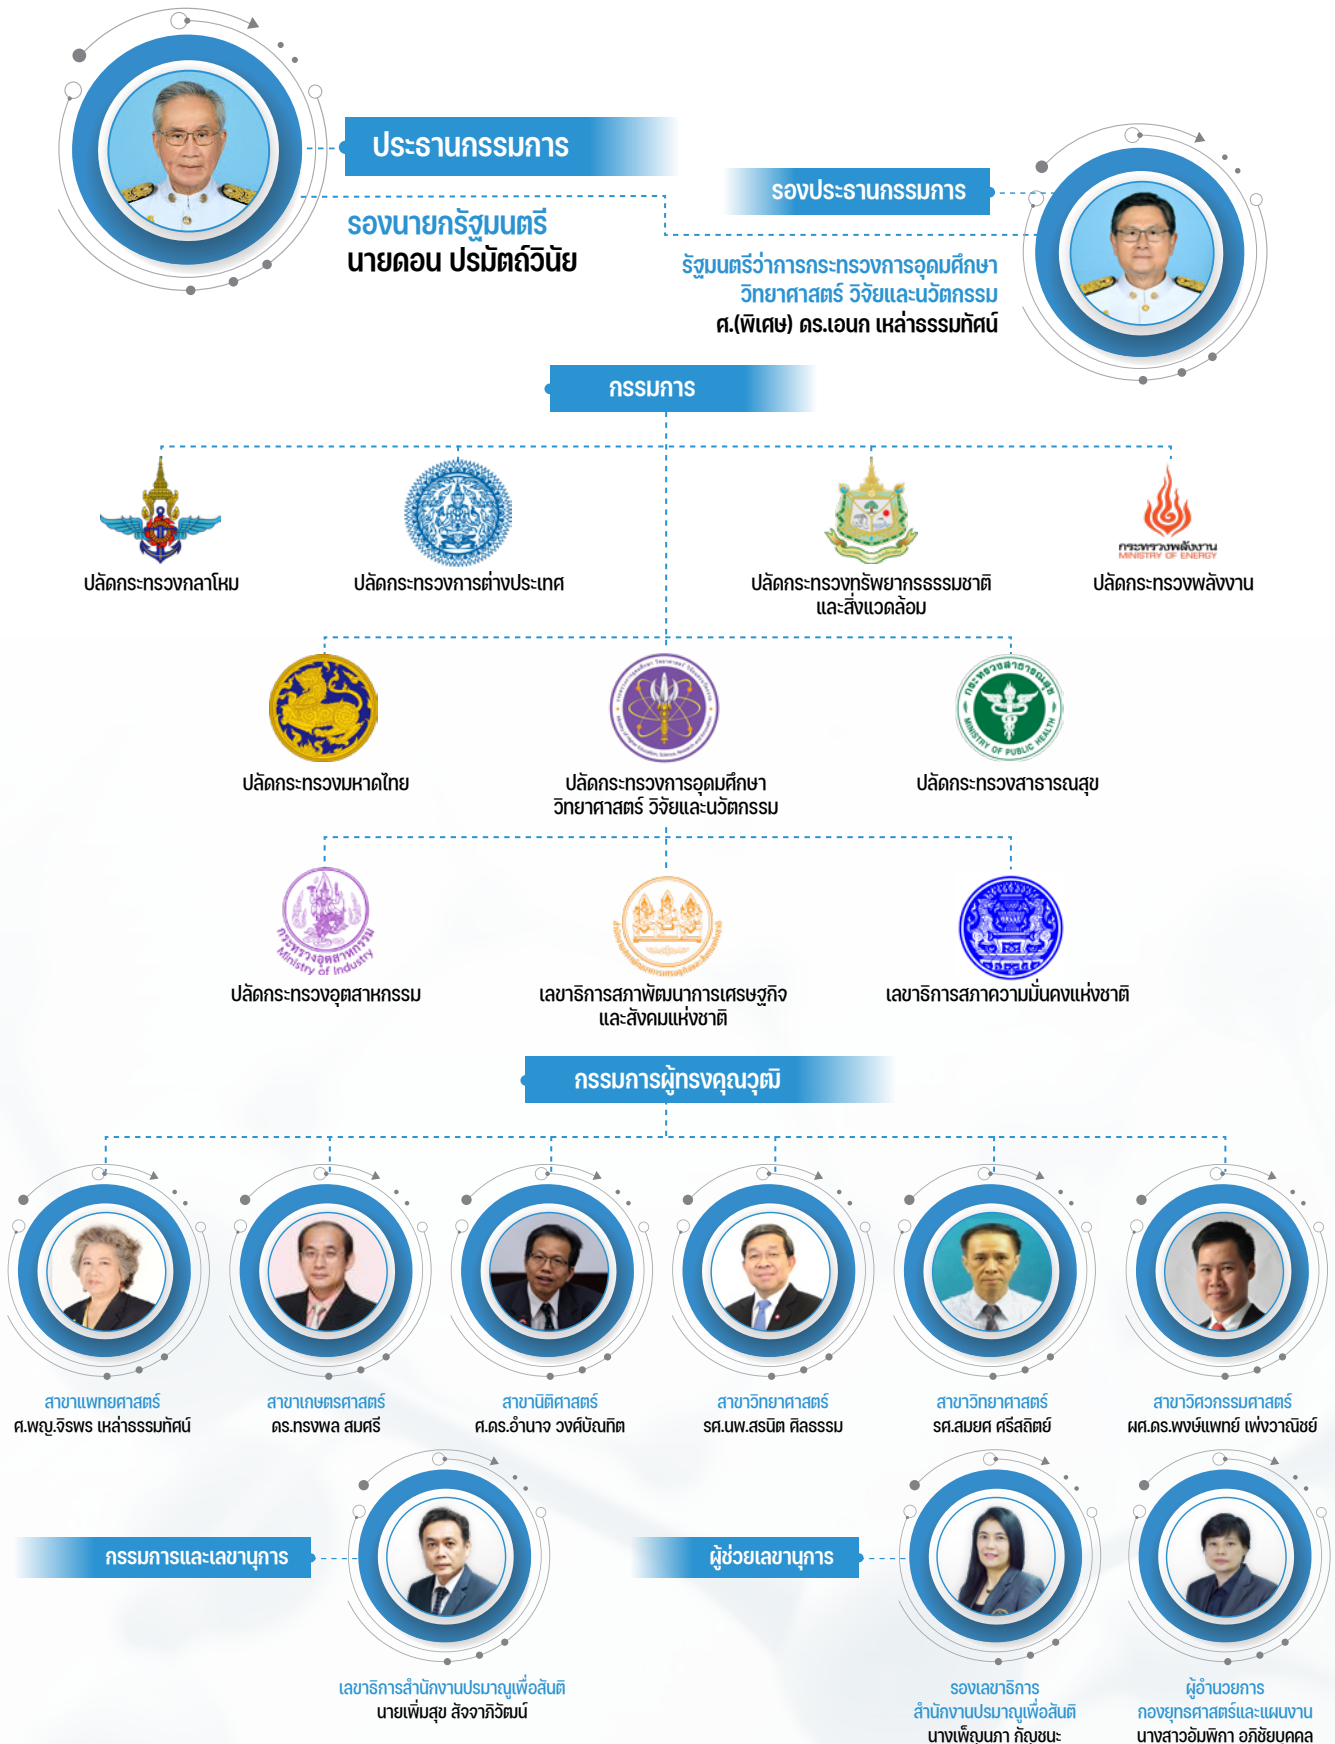 ประธานกรรมการ
รองนายกรัฐมนตรี
นายดอน ปรมัตถ์วินัย
รองประธานกรรมการ
รัฐมนตรีว่าการกระทรวงการอุดมศึกษา
วิทยาศาสตร์ วิจัยและนวัตกรรม
ศ.(พิเศษ) ดร.เอนก เหล่าธรรมทัศน์
กรรมการ
กระทรวงพลังงาน
MINISTRY OF ENERGY
ปลัดกระทรวงกลาโหม
ปลัดกระทรวงการต่างประเทศ
ปลัดกระทรวงทรัพยากรธรรมชาติ
และสิ่งแวดล้อม
ปลัดกระทรวงพลังงาน
กระทรวงสาธารณสุข
MINISTRY OF PUBLIC HEALTH
ปลัดกระทรวงมหาดไทย
ปลัดกระทรวงการอุดมศึกษา
วิทยาศาสตร์ วิจัยและนวัตกรรม
ปลัดกระทรวงสาธารณสุข
กระทรวงอุตสาหกรรม
Ministry of Industry
ปลัดกระทรวงอุตสาหกรรม
เลขาธิการสภาพัฒนาการเศรษฐกิจ
และสังคมแห่งชาติ
เลขาธิการสภาความมั่นคงแห่งชาติ
กรรมการผู้ทรงคุณวุฒิ
สาขาแพทยศาสตร์
ศ.พญ.จิรพร เหล่าธรรมทัศน์
สาขาเกษตรศาสตร์
ดร.ทรงพล สมศรี
สาขานิติศาสตร์
ศ.ดร.อำนาจ วงศ์บัณฑิต
สาขาวิทยาศาสตร์
รศ.นพ.สรนิต ศิลธรรม
สาขาวิทยาศาสตร์
รศ.สมยศ ศรีสถิตย์
สาขาวิศวกรรมศาสตร์
ผศ.ดร.พงษ์แพทย์ เพ่งวาณิชย์
กรรมการและเลขานุการ
เลขาธิการสำนักงานปรมาณูเพื่อสันติ
นายเพิ่มสุข สัจจาภิวัฒน์
ผู้ช่วยเลขานุการ
รองเลขาธิการ
สำนักงานปรมาณูเพื่อสันติ
นางเพ็ญนภา กัญชนะ
ผู้อำนวยการ
กองยุทธศาสตร์และแผนงาน
นางสาวอัมพิกา อภิชัยบุคคล